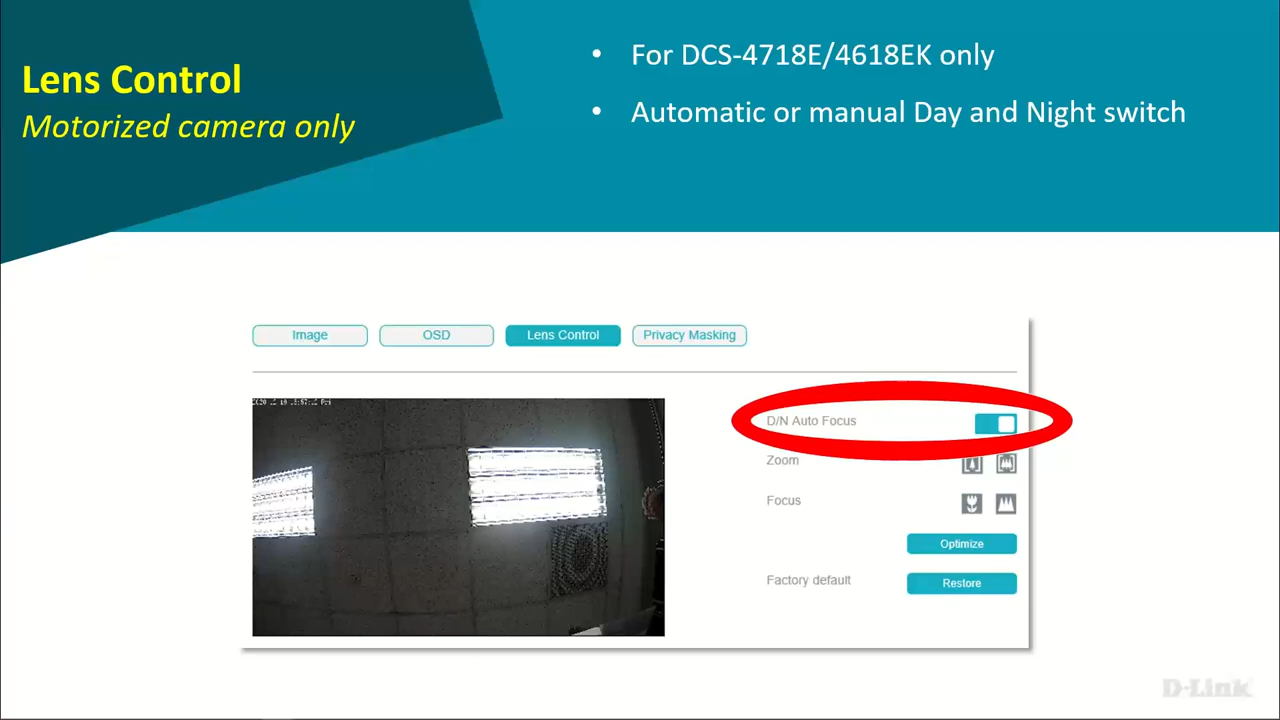 Lens Control
Motorized camera only
• For DCS-4718E/4618EK only
• Automatic or manual Day and Night switch
Image
OSD
Lens Control
Privacy Masking
D/N Auto Focus
Zoom
Focus
Optimize
Factory default
Restore
D-Link